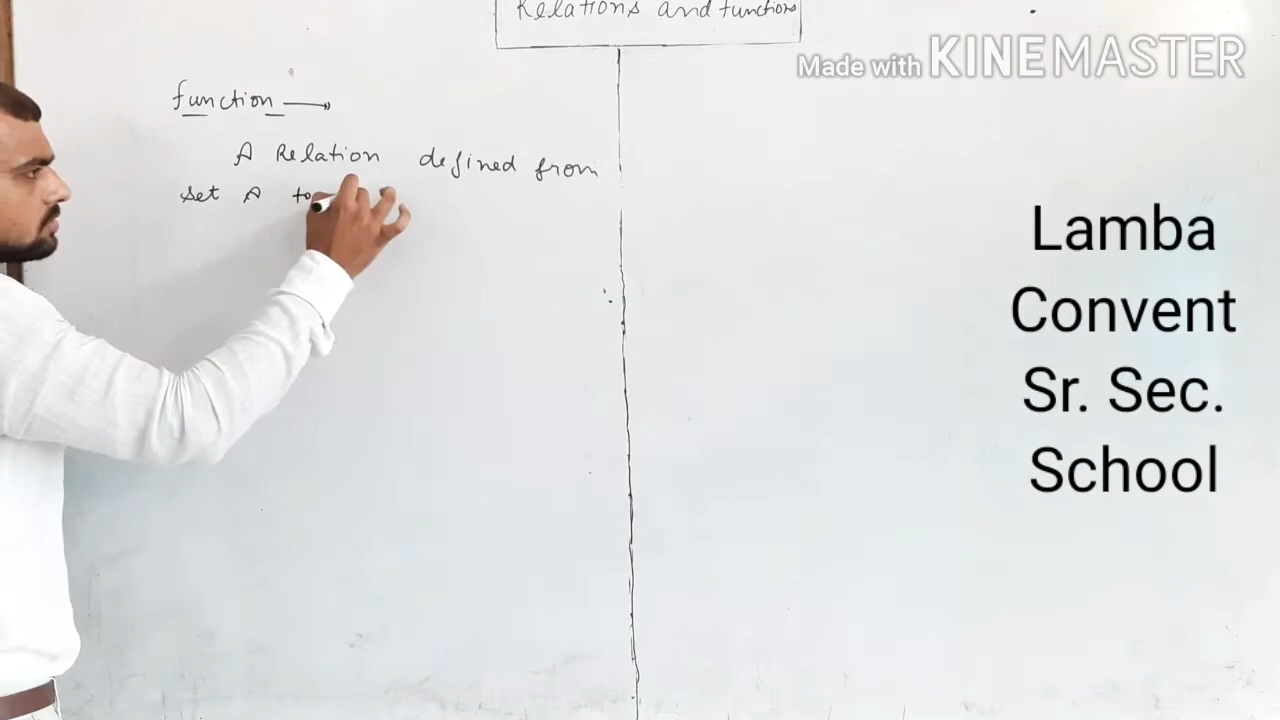 Relations and functions
Made with KINEMASTER
function →
A Relation defined from
set A to
Lamba
Convent
Sr. Sec.
School